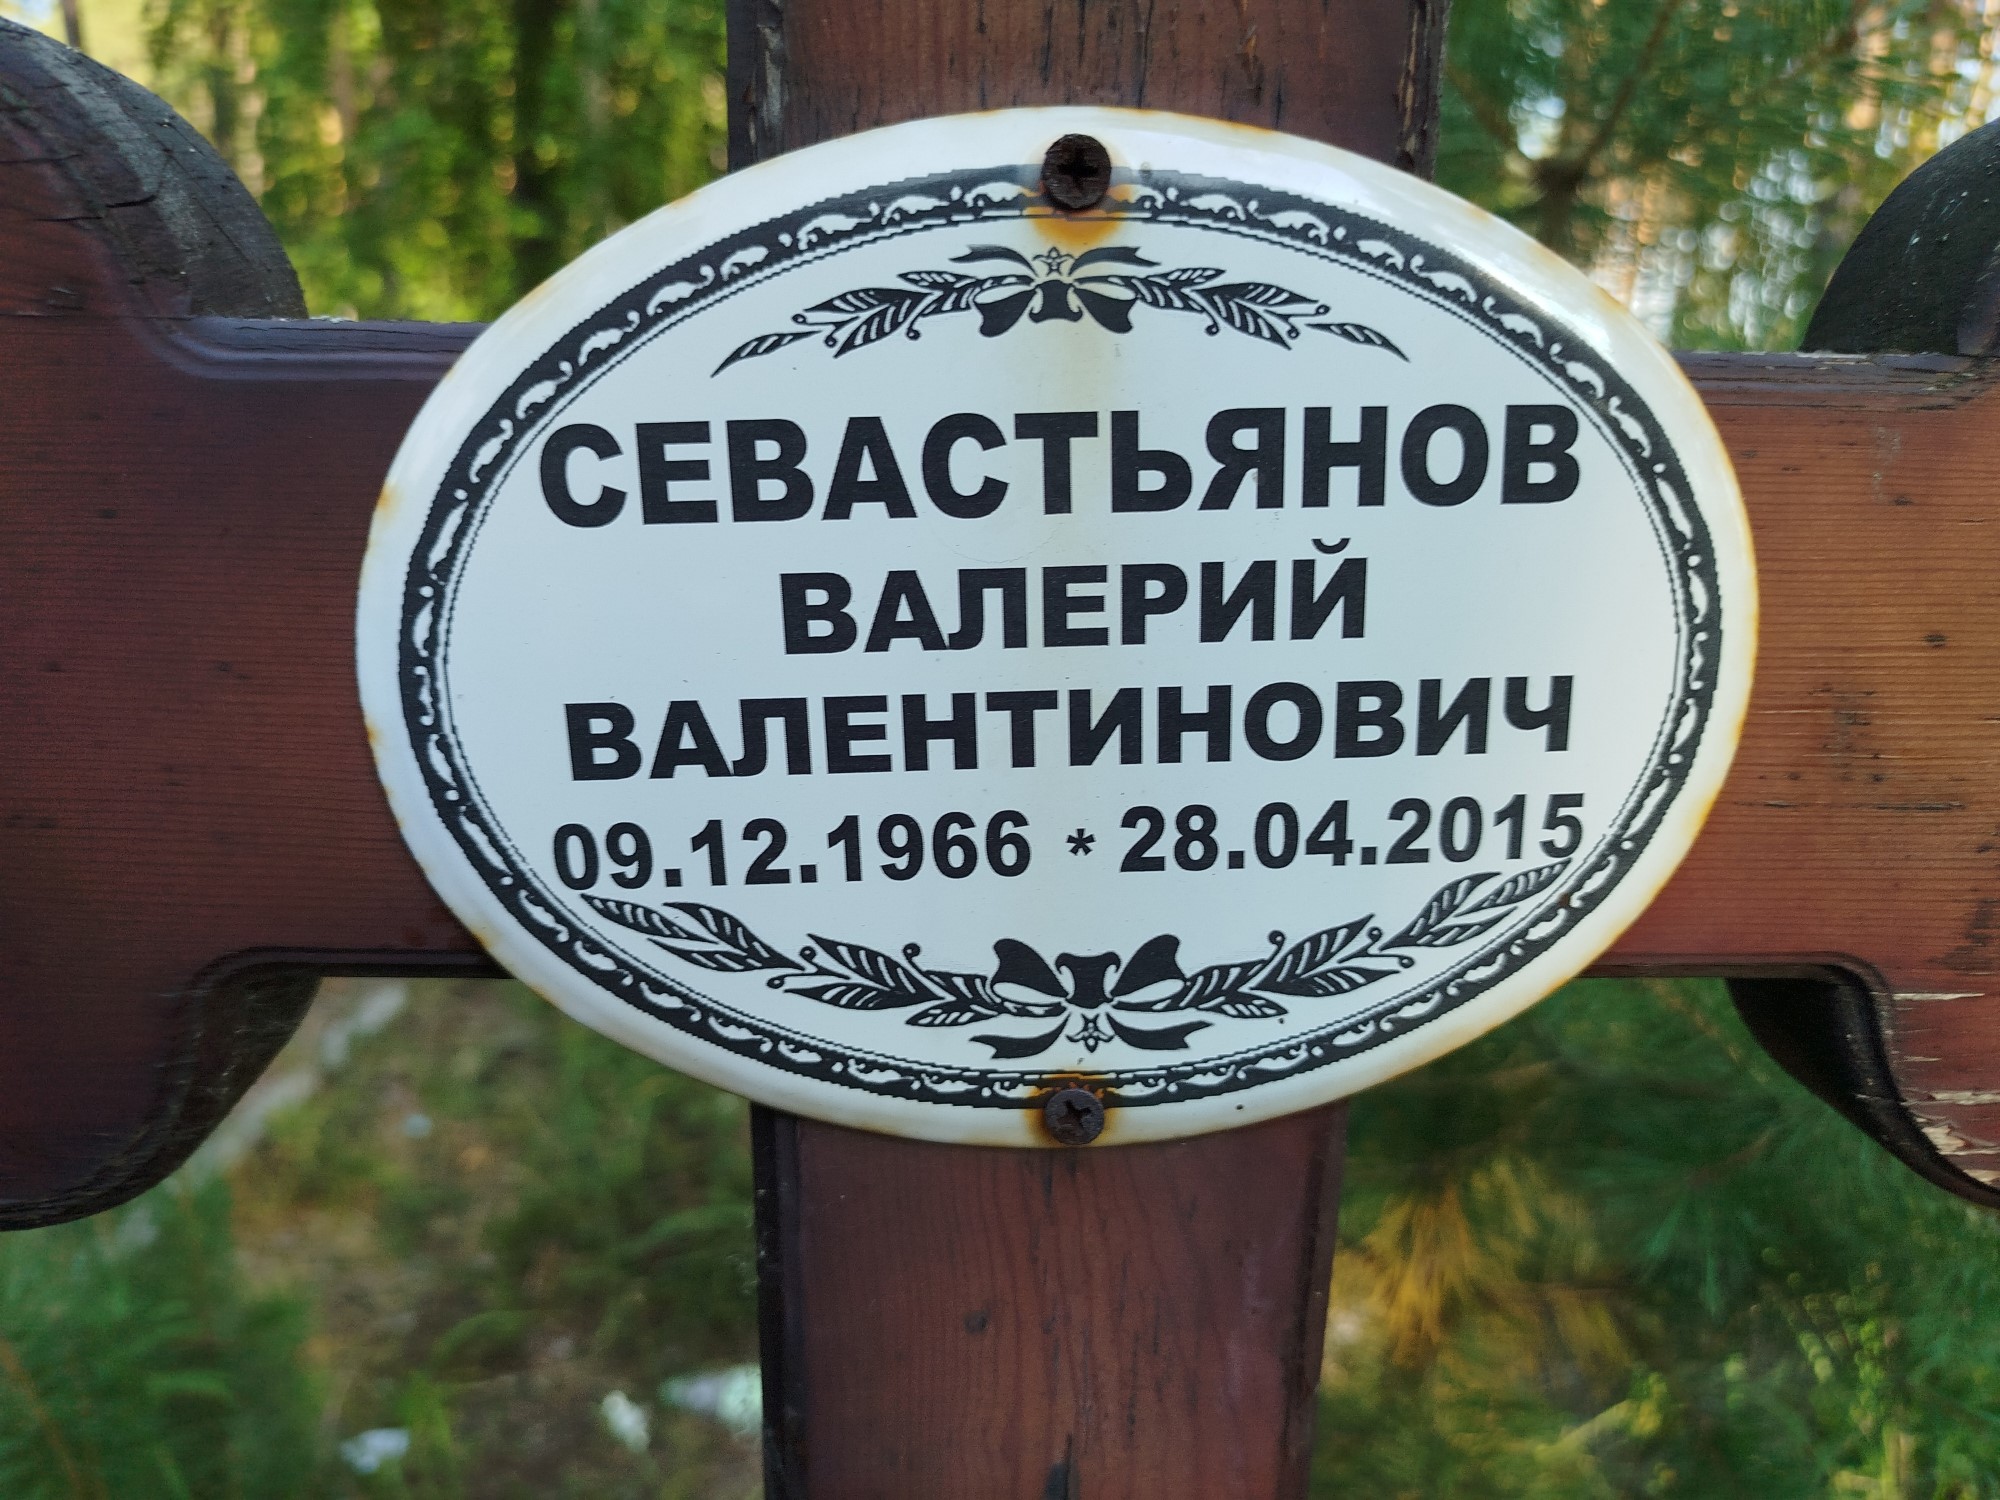 СЕВАСТЬЯНОВ
ВАЛЕРИЙ
ВАЛЕНТИНОВИЧ
09.12.1966 * 28.04.2015